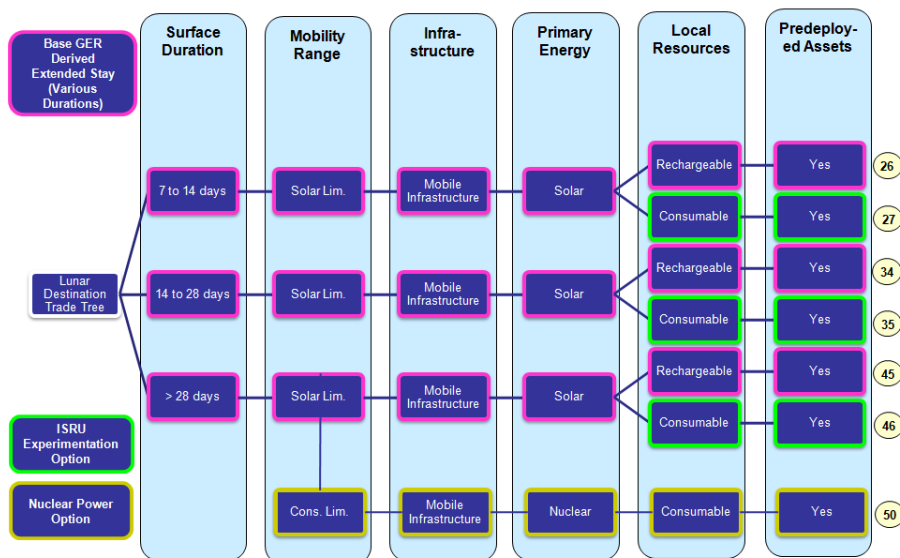 Base GER
Derived
Extended Stay
(Various
Durations)
Surface
Duration
Mobility
Range
Infra-
structure
Primary
Energy
Local
Resources
Predeploy-
ed Assets
7 to 14 days
Solar Lim.
Mobile
Infrastructure
Solar
Rechargeable
Yes
26
Consumable
Yes
27
Lunar
Destination
Trade Tree
14 to 28 days
Solar Lim.
Mobile
Infrastructure
Solar
Rechargeable
Yes
34
Consumable
Yes
35
> 28 days
Solar Lim.
Mobile
Infrastructure
Solar
Rechargeable
Yes
45
Consumable
Yes
46
ISRU
Experimentation
Option
Nuclear Power
Option
Cons. Lim.
Mobile
Infrastructure
Nuclear
Consumable
Yes
50